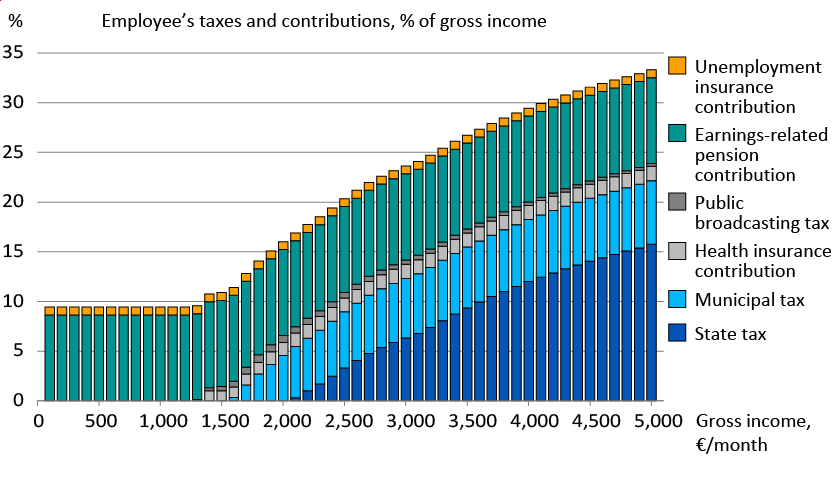 %
Employee’s taxes and contributions, % of gross income
35
30
25
20
15
10
5
0
0
500
1,000
1,500
2,000
2,500
3,000
3,500
4,000
4,500
5,000
Gross income,
€/month
Unemployment
insurance
contribution
Earnings-related
pension
contribution
Public
broadcasting tax
Health insurance
contribution
Municipal tax
State tax